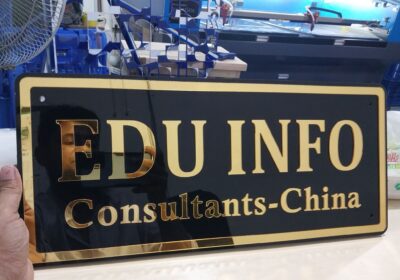 EDU INFO
Consultants-China